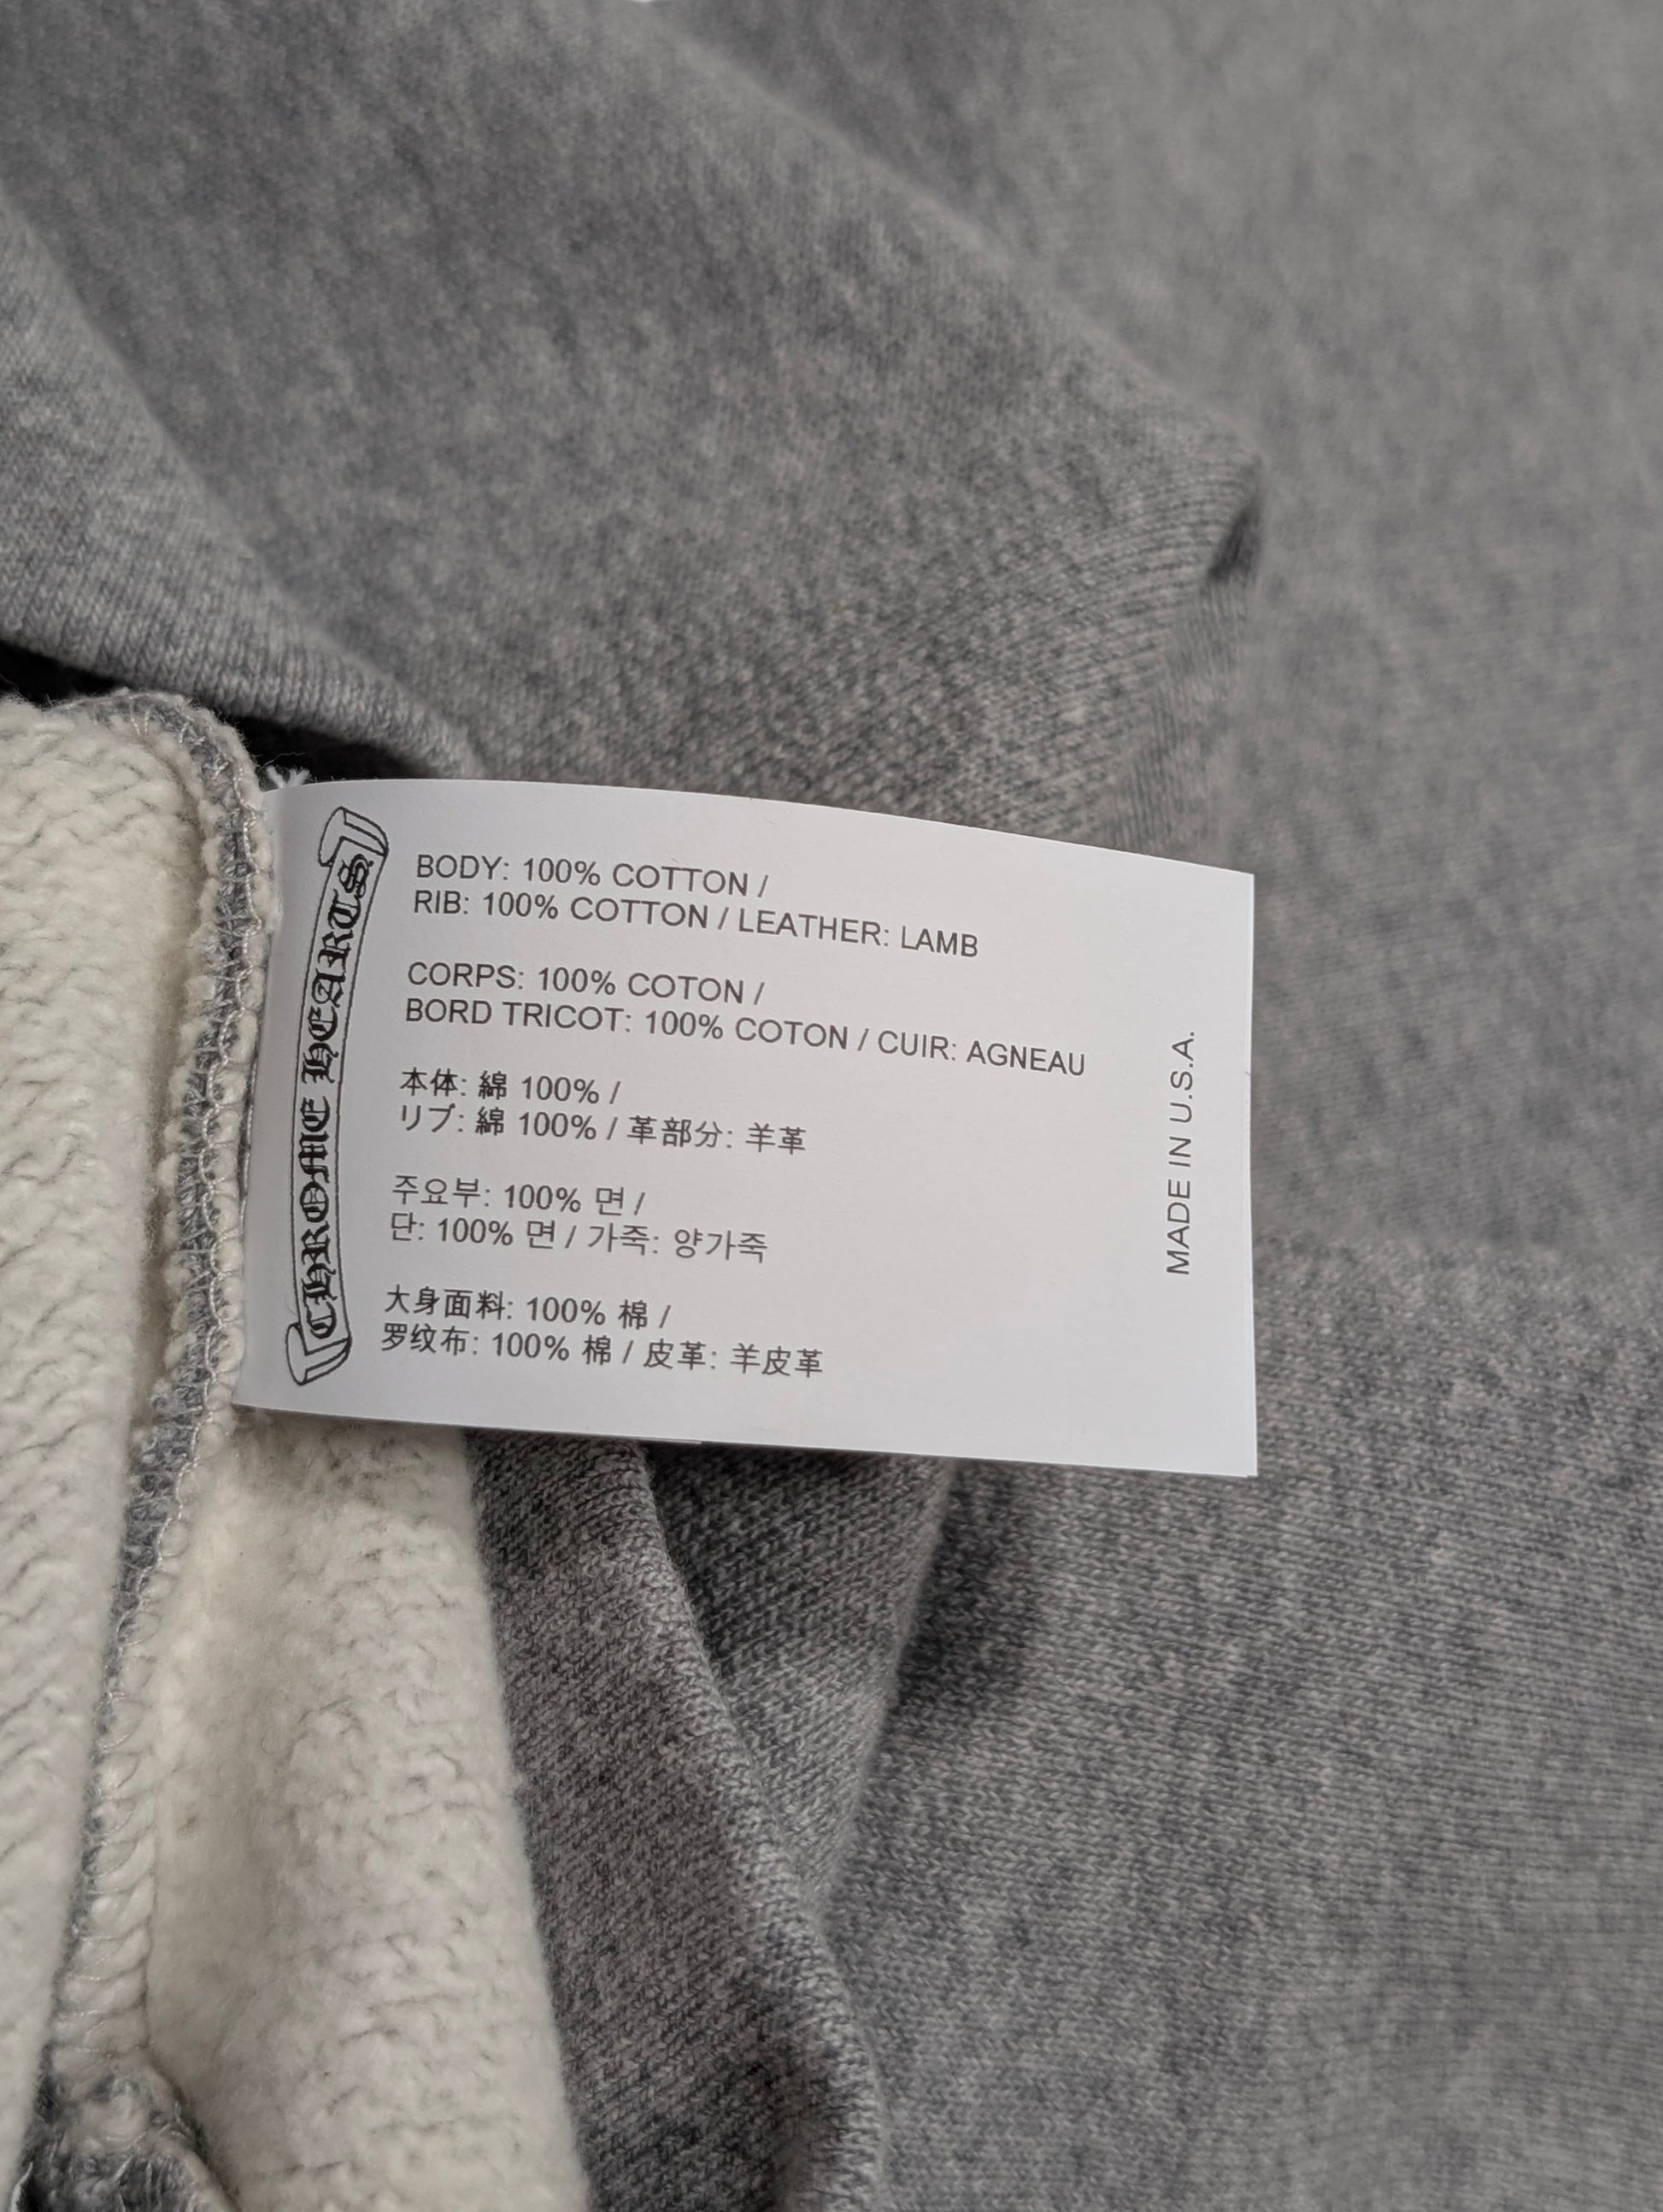 CHROME HEARTS
BODY: 100% COTTON /
RIB: 100% COTTON / LEATHER: LAMB
CORPS: 100% COTON /
BORD TRICOT: 100% COTON / CUIR: AGNEAU
本体: 綿 100% /
リブ: 綿 100% / 革部分: 羊革
주요부: 100% 면 /
단: 100% 면 / 가죽: 양가죽
大身面料: 100% 棉 /
罗纹布: 100% 棉 / 皮革: 羊皮革
MADE IN U.S.A.